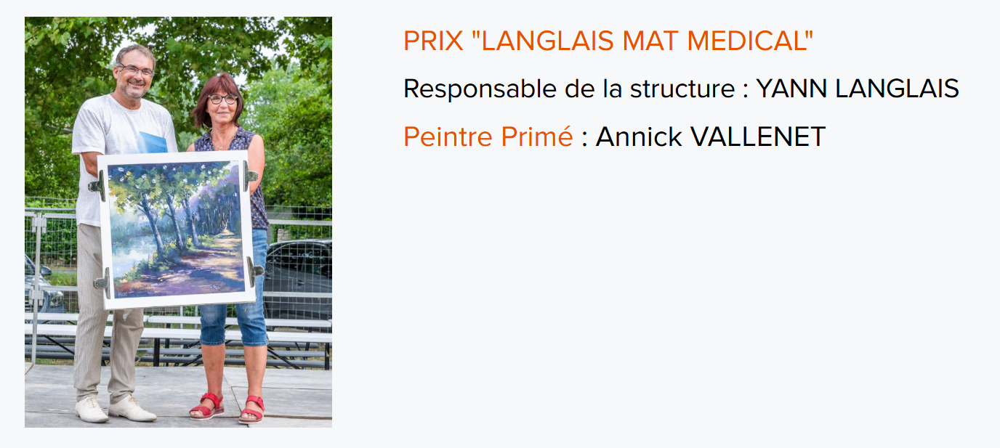 PRIX "LANGLAIS MAT MEDICAL"
Responsable de la structure : YANN LANGLAIS
Peintre Primé : Annick VALLENET